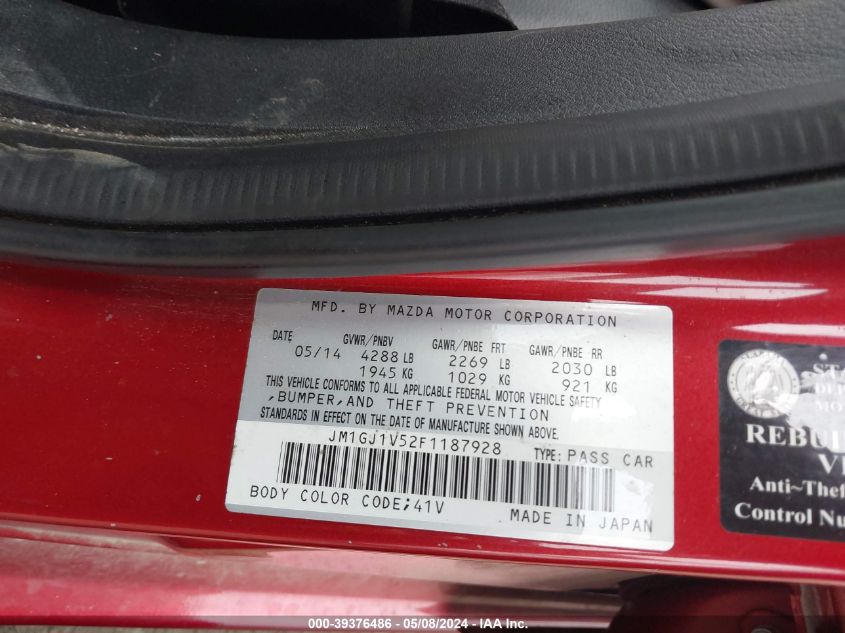 MFD. BY MAZDA MOTOR CORPORATION
DATE GVWR/PNBV GAWR/PNBE FRT GAWR/PNBE RR
05/14 4288 LB 2269 LB 2030 LB
1945 KG 1029 KG 921 KG
THIS VEHICLE CONFORMS TO ALL APPLICABLE FEDERAL MOTOR VEHICLE SAFETY
,BUMPER,AND THEFT PREVENTION
STANDARDS IN EFFECT ON THE DATE OF MANUFACTURE SHOWN ABOVE.
JM1GJ1V52F1187928 TYPE: PASS CAR
BODY COLOR CODE;41V
MADE IN JAPAN
REBUI
Anti~Thef
Control Nu
000-39376486 - 05/08/2024 - IAAI Inc.